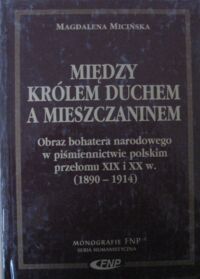 MAGDALENA MICIŃSKA
MIĘDZY
KRÓLEM DUCHEM
A MIESZCZANINEM
Obraz bohatera narodowego
w piśmiennictwie polskim
przełomu XIX i XX w.
(1890 – 1914)
MONOGRAFIE FNP
SERIA HUMANISTYCZNA
FNP